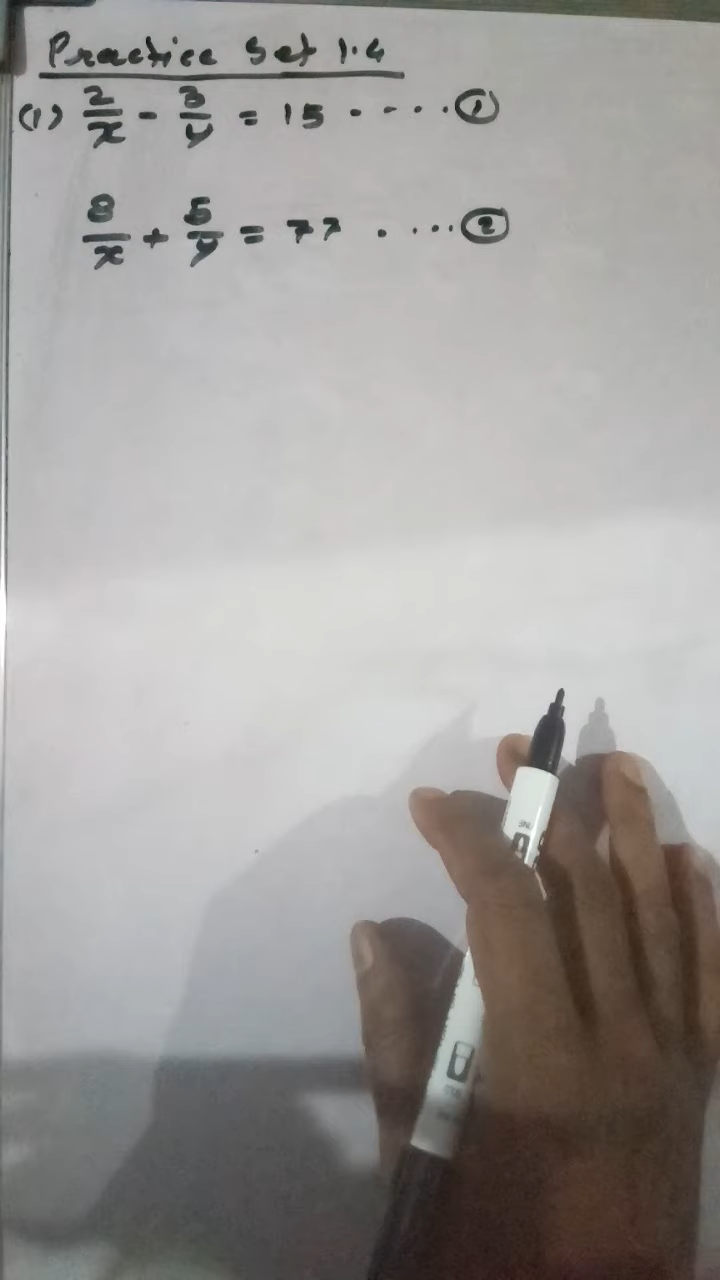 Practice Set 1.4
(1) 2/x - 3/y = 15 ..... ①
8/x + 5/y = 77 ..... ②